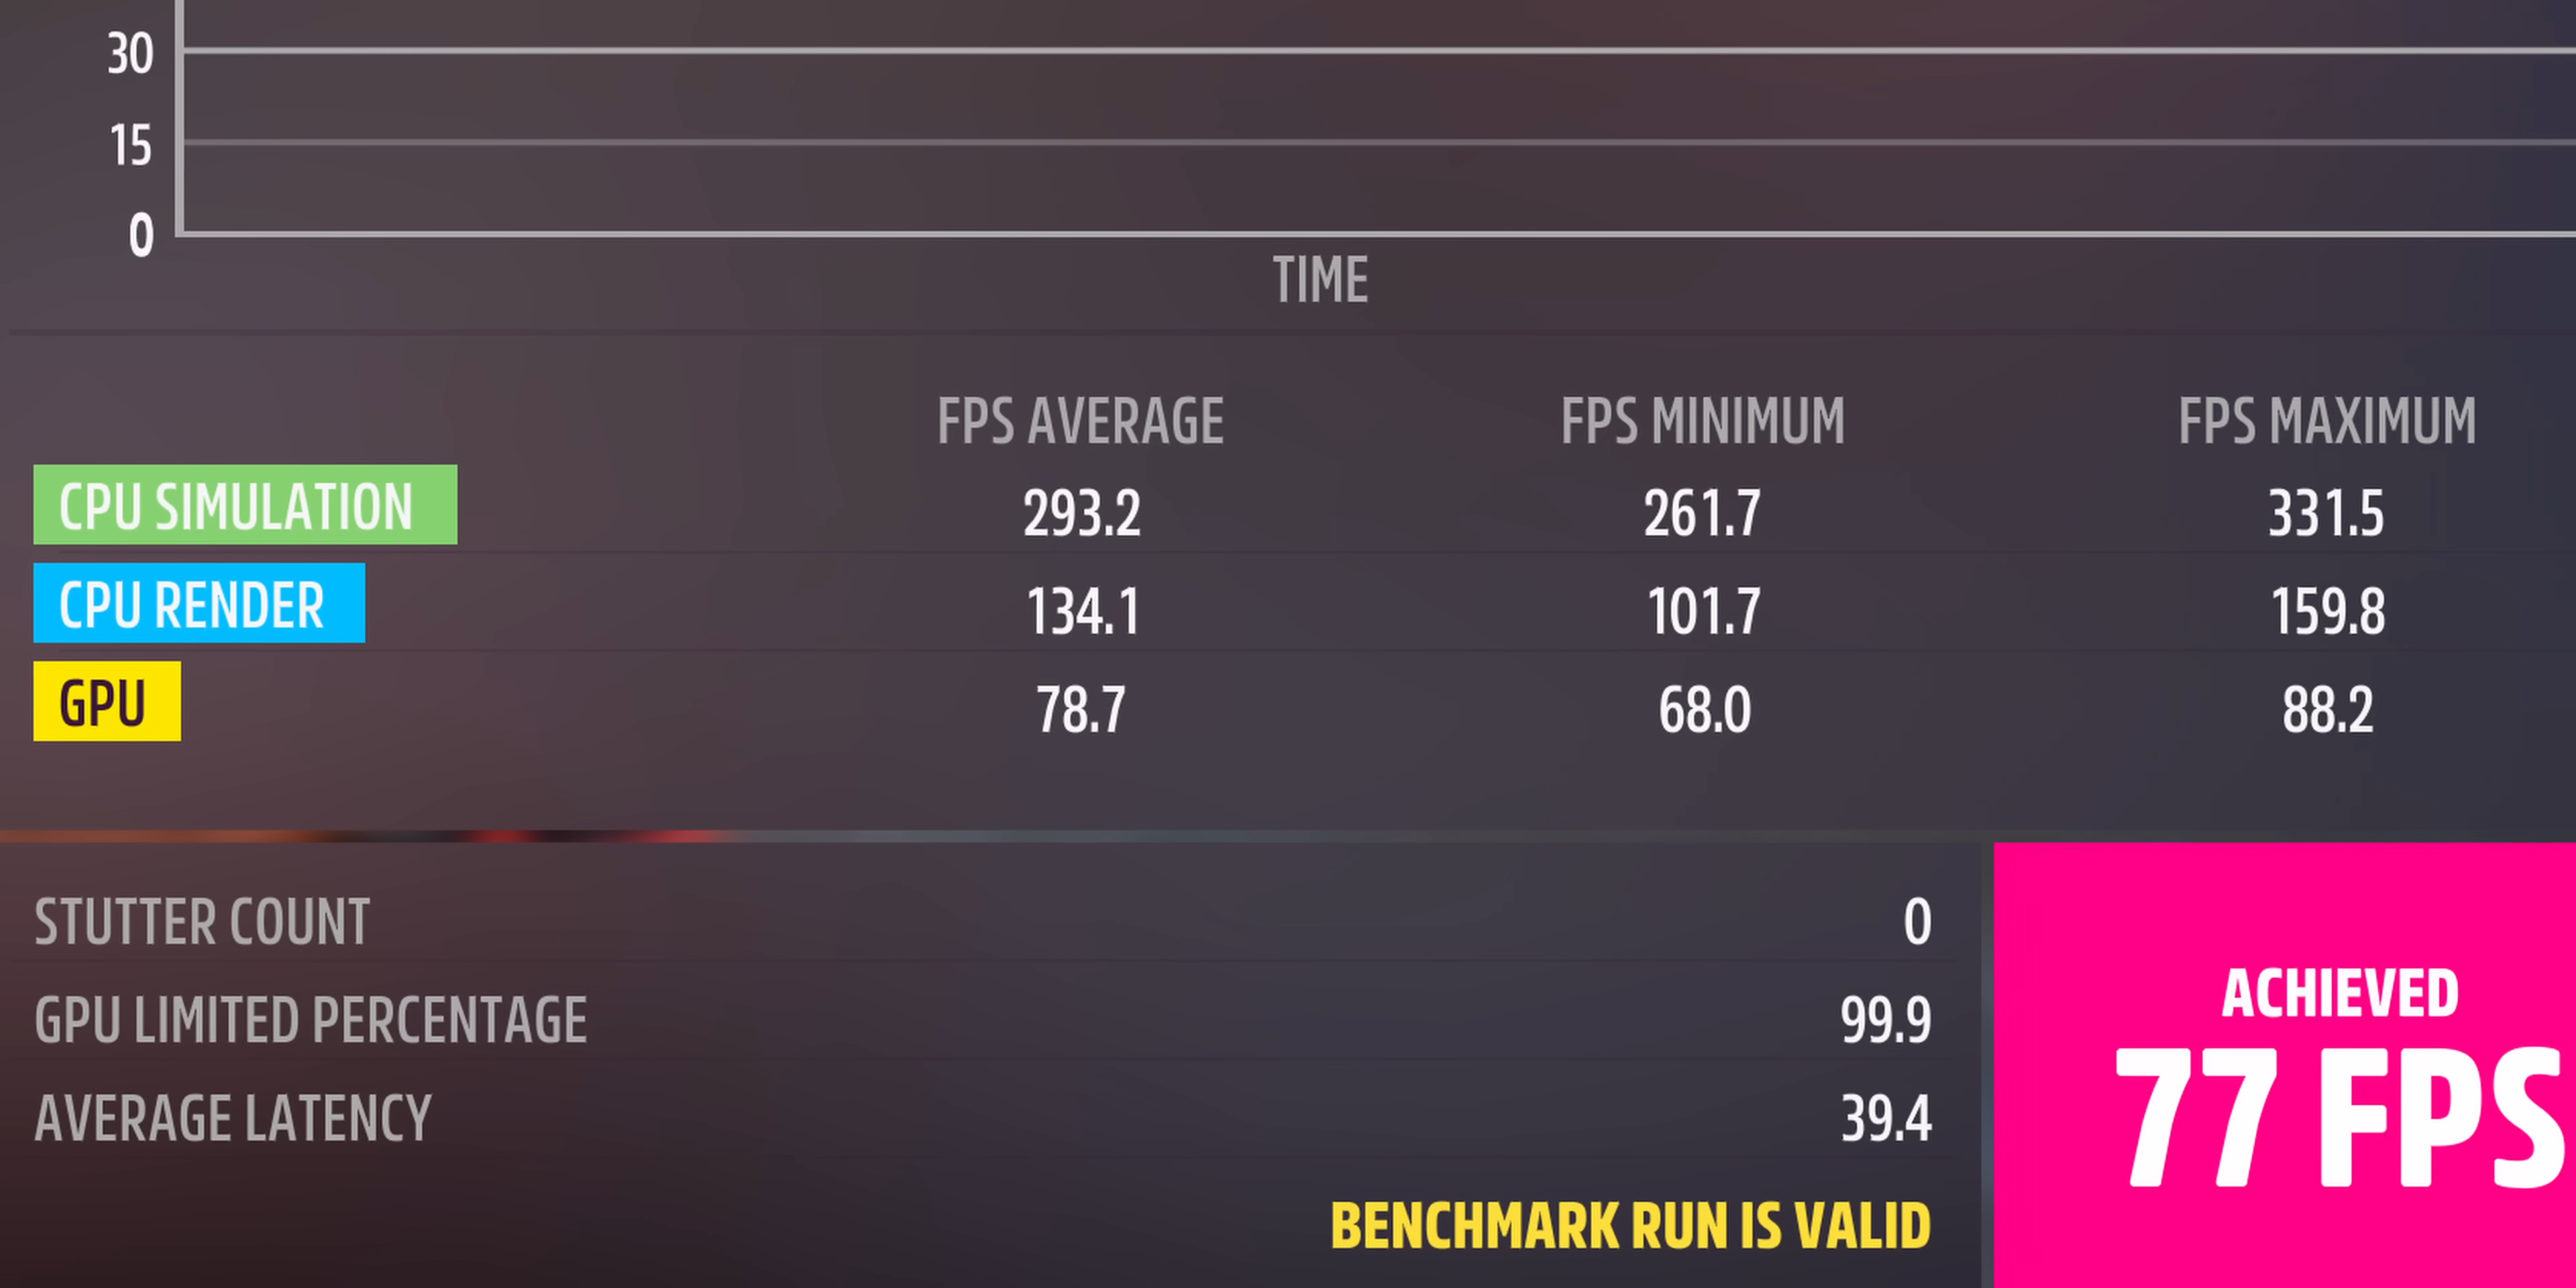 30
15
0
TIME
FPS AVERAGE FPS MINIMUM FPS MAXIMUM
CPU SIMULATION 293.2 261.7 331.5
CPU RENDER 134.1 101.7 159.8
GPU 78.7 68.0 88.2
STUTTER COUNT 0
GPU LIMITED PERCENTAGE 99.9
AVERAGE LATENCY 39.4
BENCHMARK RUN IS VALID
ACHIEVED
77 FPS